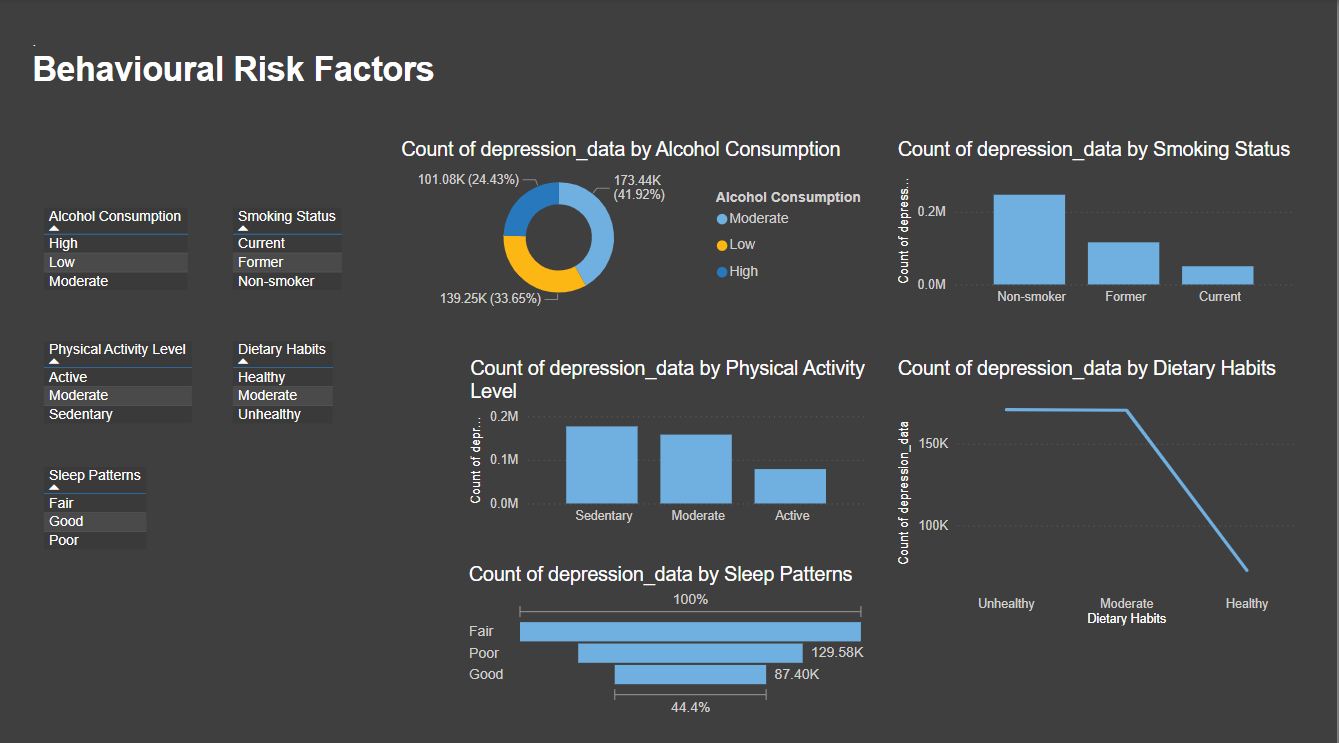 .
Behavioural Risk Factors
Alcohol Consumption
High
Low
Moderate
Smoking Status
Current
Former
Non-smoker
Physical Activity Level
Active
Moderate
Sedentary
Dietary Habits
Healthy
Moderate
Unhealthy
Sleep Patterns
Fair
Good
Poor
Count of depression_data by Alcohol Consumption
101.08K (24.43%)
173.44K
(41.92%)
139.25K (33.65%)
Alcohol Consumption
Moderate
Low
High
Count of depression_data by Smoking Status
Count of depress...
0.2M
0.0M
Non-smoker
Former
Current
Count of depression_data by Physical Activity
Level
Count of depr...
0.2M
0.1M
0.0M
Sedentary
Moderate
Active
Count of depression_data by Dietary Habits
Count of depression_data
150K
100K
Unhealthy
Moderate
Healthy
Dietary Habits
Count of depression_data by Sleep Patterns
100%
Fair
Poor
129.58K
Good
87.40K
44.4%